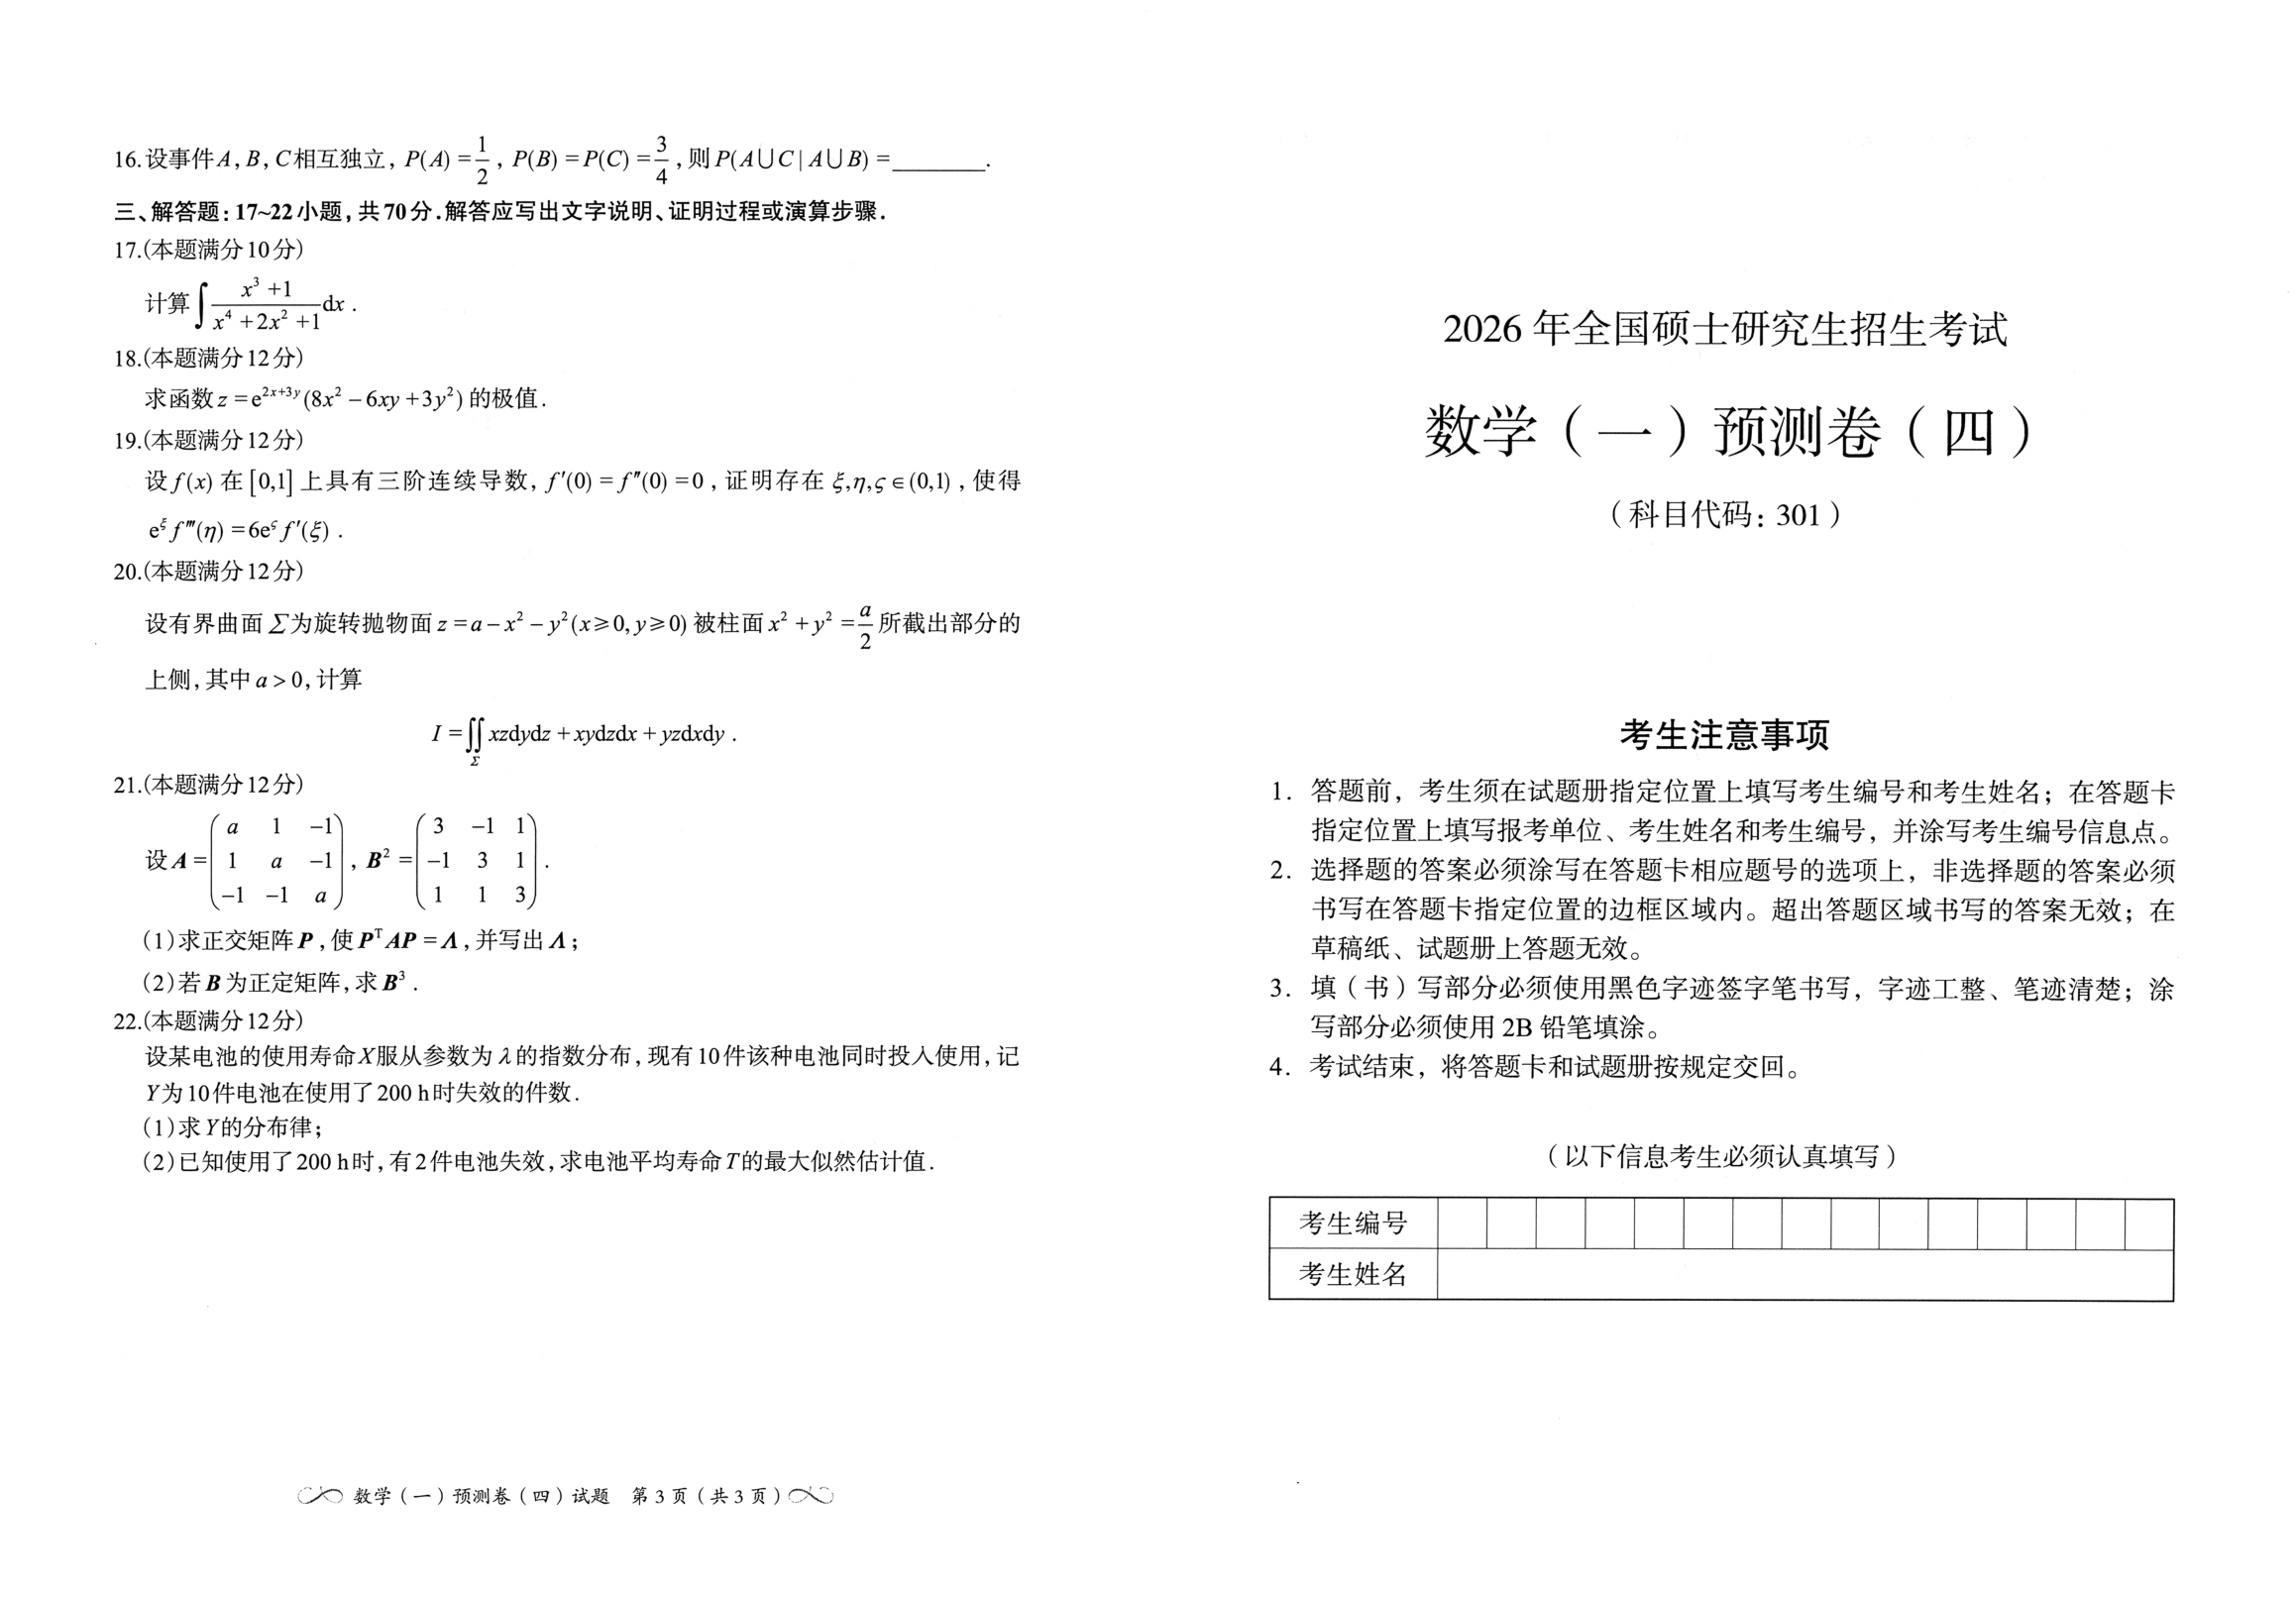 16.设事件A, B, C相互独立, P(A) =1/2, P(B) =P(C) =3/4, 则P(A∪C|A∪B) =________.
三、解答题: 17~22小题, 共70分. 解答应写出文字说明、证明过程或演算步骤.
17.(本题满分10分)
计算∫(x³+1)/(x⁴+2x²+1)dx .
18.(本题满分12分)
求函数z =e^(2x+3y)(8x² −6xy +3y²) 的极值.
19.(本题满分12分)
设f(x) 在[0,1] 上具有三阶连续导数, f′(0) =f″(0) =0, 证明存在 ξ,η,ς∈(0,1), 使得
e^ξ f‴(η) =6e^ς f′(ξ) .
20.(本题满分12分)
设有界曲面Σ为旋转抛物面z =a−x² −y²(x≥0, y≥0) 被柱面x² +y² =a/2 所截出部分的
上侧, 其中a>0, 计算
I =∬_Σ xzdydz +xydzdx +yzdxdy .
21.(本题满分12分)
设A= (a 1 −1; 1 a −1; −1 −1 a), B² = (3 −1 1; −1 3 1; 1 1 3) .
(1)求正交矩阵P, 使PᵀAP =Λ, 并写出Λ;
(2)若B为正定矩阵, 求B³ .
22.(本题满分12分)
设某电池的使用寿命X服从参数为λ的指数分布, 现有10件该种电池同时投入使用, 记
Y为10件电池在使用了200 h时失效的件数.
(1)求Y的分布律;
(2)已知使用了200 h时, 有2件电池失效, 求电池平均寿命T的最大似然估计值.
数学(一)预测卷(四)试题 第3页(共3页)
2026年全国硕士研究生招生考试
数学(一)预测卷(四)
(科目代码: 301)
考生注意事项
1. 答题前, 考生须在试题册指定位置上填写考生编号和考生姓名; 在答题卡
指定位置上填写报考单位、考生姓名和考生编号, 并涂写考生编号信息点。
2. 选择题的答案必须涂写在答题卡相应题号的选项上, 非选择题的答案必须
书写在答题卡指定位置的边框区域内。超出答题区域书写的答案无效; 在
草稿纸、试题册上答题无效。
3. 填(书)写部分必须使用黑色字迹签字笔书写, 字迹工整、笔迹清楚; 涂
写部分必须使用2B铅笔填涂。
4. 考试结束, 将答题卡和试题册按规定交回。
(以下信息考生必须认真填写)
考生编号
考生姓名